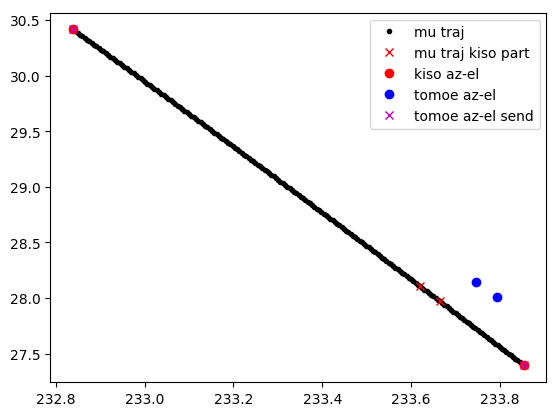 30.5
30.0
29.5
29.0
28.5
28.0
27.5
232.8
233.0
233.2
233.4
233.6
233.8
mu traj
mu traj kiso part
kiso az-el
tomoe az-el
tomoe az-el send